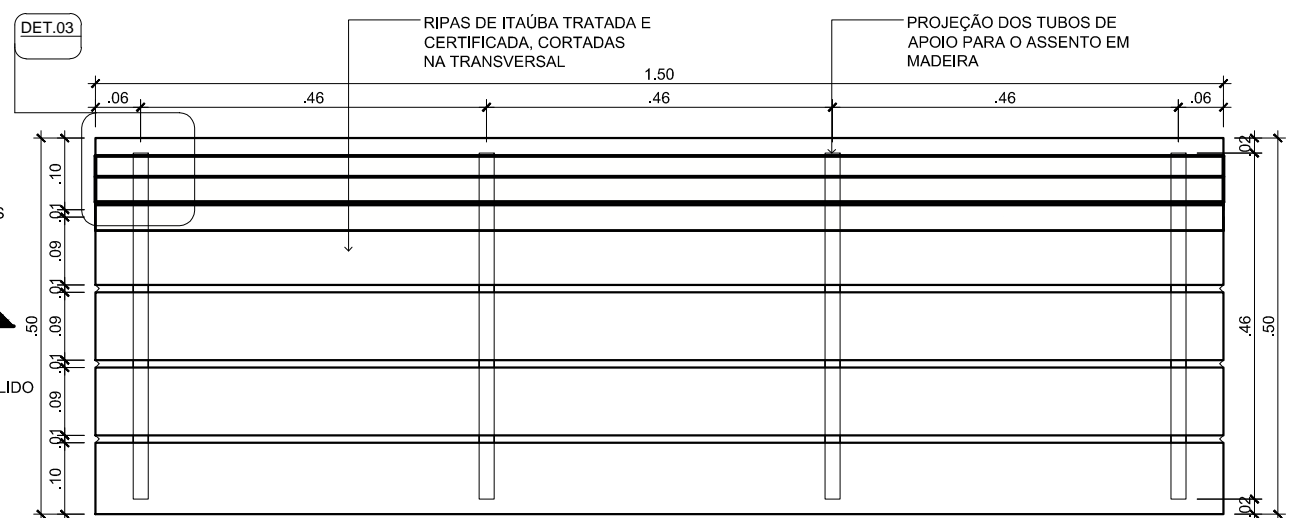 DET.03
RIPAS DE ITAÚBA TRATADA E
CERTIFICADA, CORTADAS
NA TRANSVERSAL
PROJEÇÃO DOS TUBOS DE
APOIO PARA O ASSENTO EM
MADEIRA
1.50
.06
.46
.46
.46
.06
.10
.01
.09
.01
.09
.01
.09
.01
.10
.50
.02
.46
.02
.50
S
LIDO